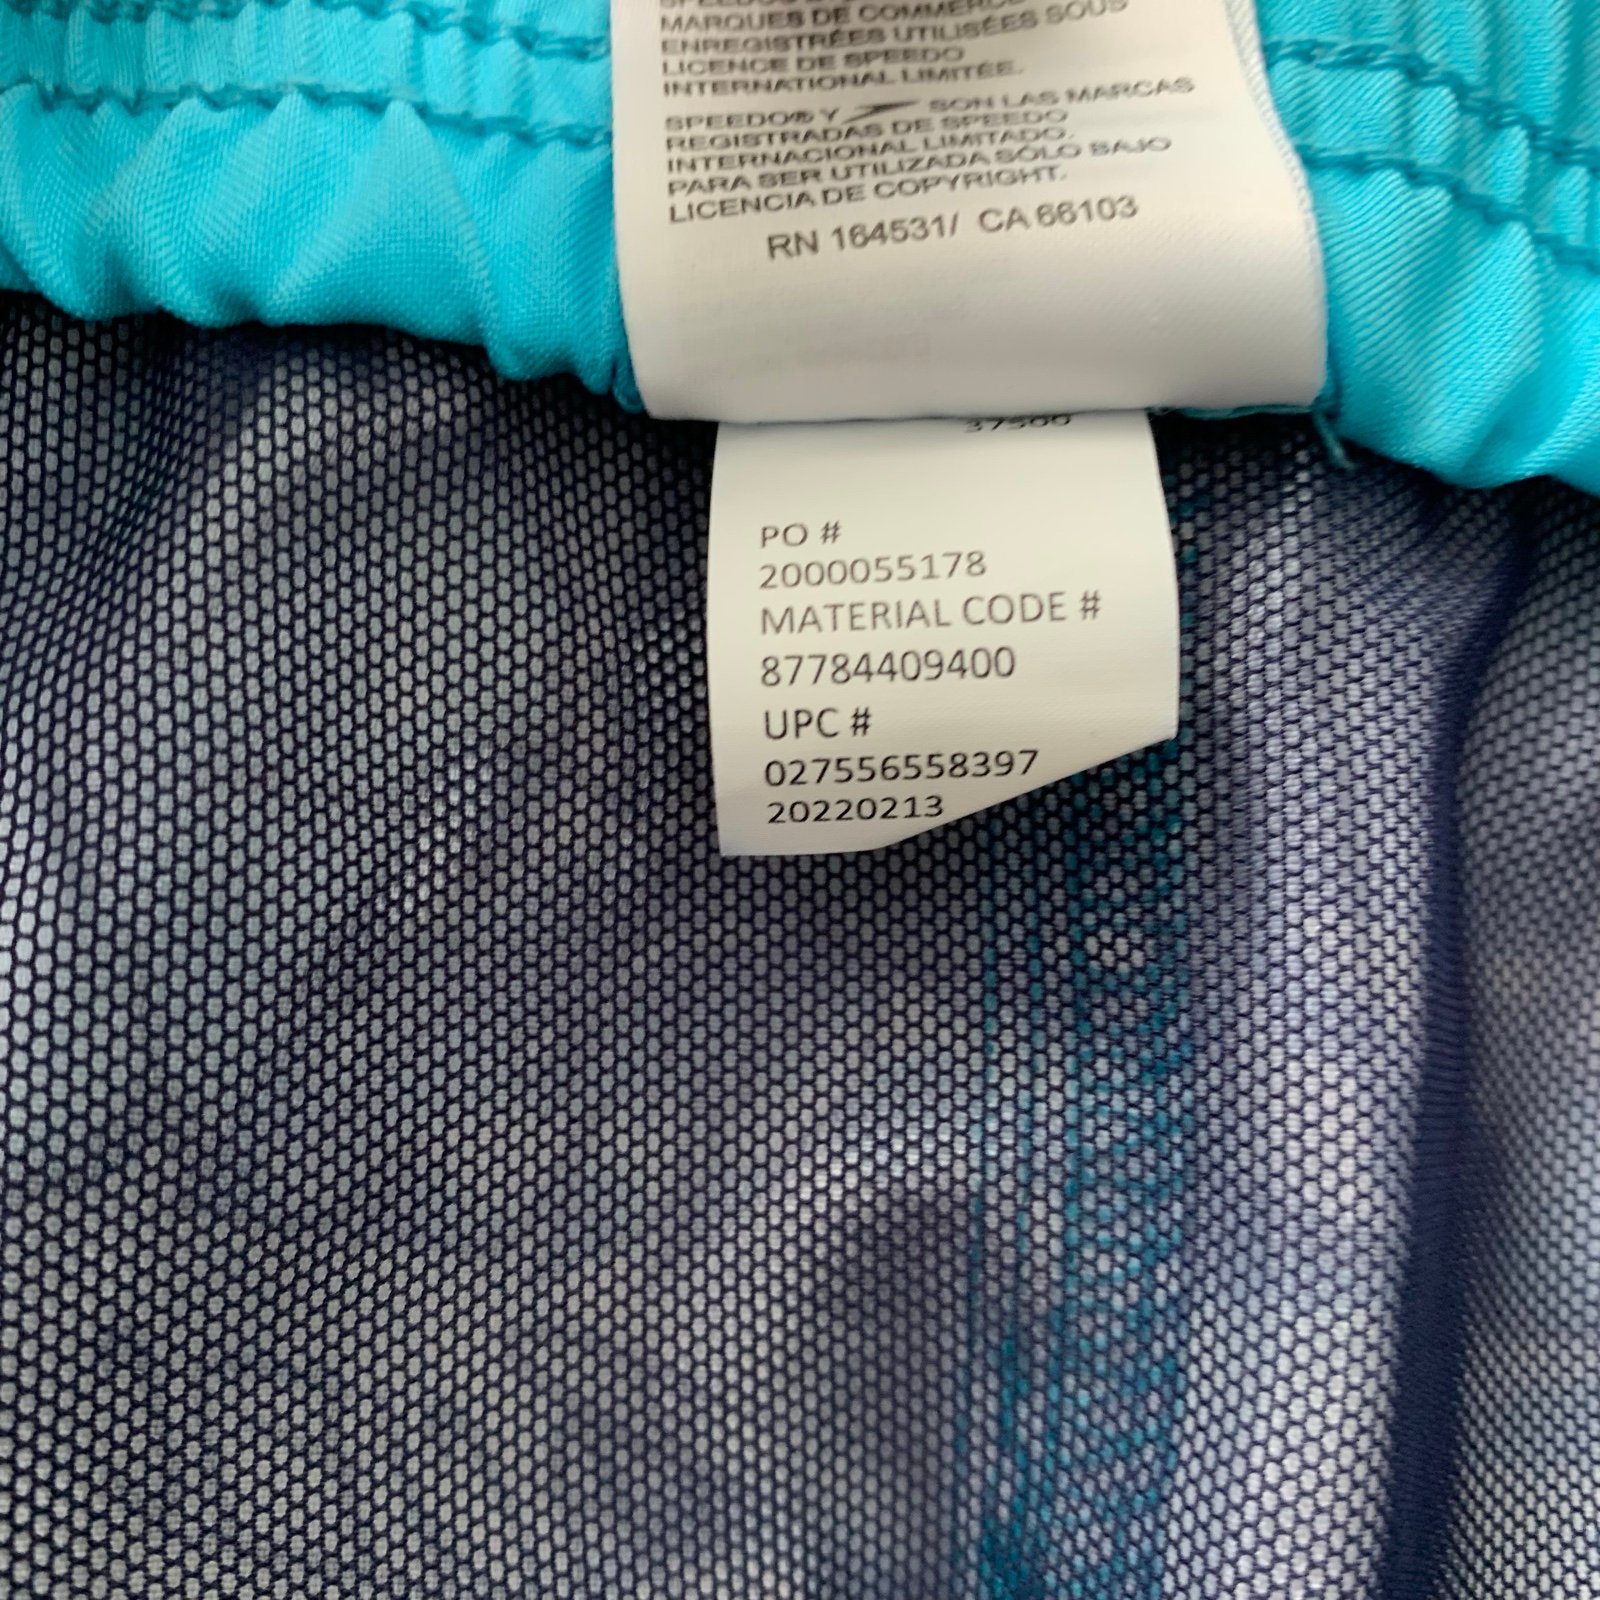 MARQUES DE COMMERCE
ENREGISTRÉES UTILISÉES SOUS
LICENCE DE SPEEDO
INTERNATIONAL LIMITÉE.
SPEEDO® Y SON LAS MARCAS
REGISTRADAS DE SPEEDO
INTERNACIONAL LIMITADO.
PARA SER UTILIZADA SÓLO BAJO
LICENCIA DE COPYRIGHT.
RN 164531/ CA 66103
37500
PO #
2000055178
MATERIAL CODE #
87784409400
UPC #
027556558397
20220213